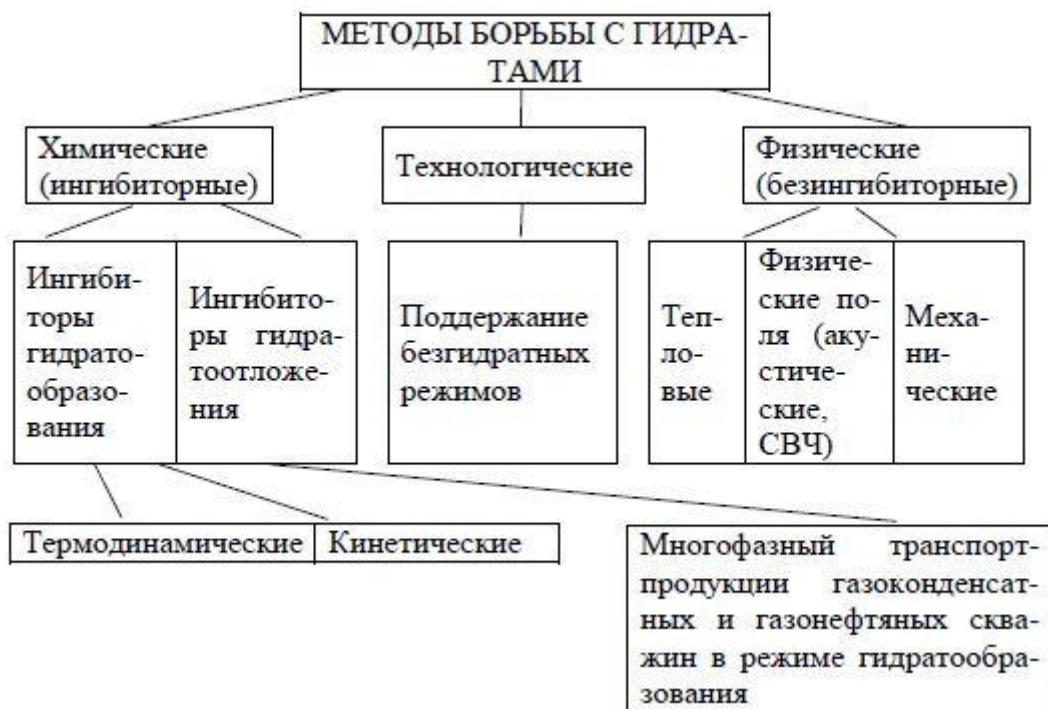 МЕТОДЫ БОРЬБЫ С ГИДРА-
ТАМИ
Химические
(ингибиторные)
Технологические
Физические
(безингибиторные)
Ингиби-
торы
гидрато-
образо-
вания
Ингибито-
ры гидра-
тоотложе-
ния
Поддержание
безгидратных
режимов
Теп-
ло-
вые
Физиче-
ские по-
ля (аку-
стиче-
ские,
СВЧ)
Меха-
ни-
ческие
Термодинамические
Кинетические
Многофазный транспорт-
продукции газоконденсат-
ных и газонефтяных сква-
жин в режиме гидратообра-
зования